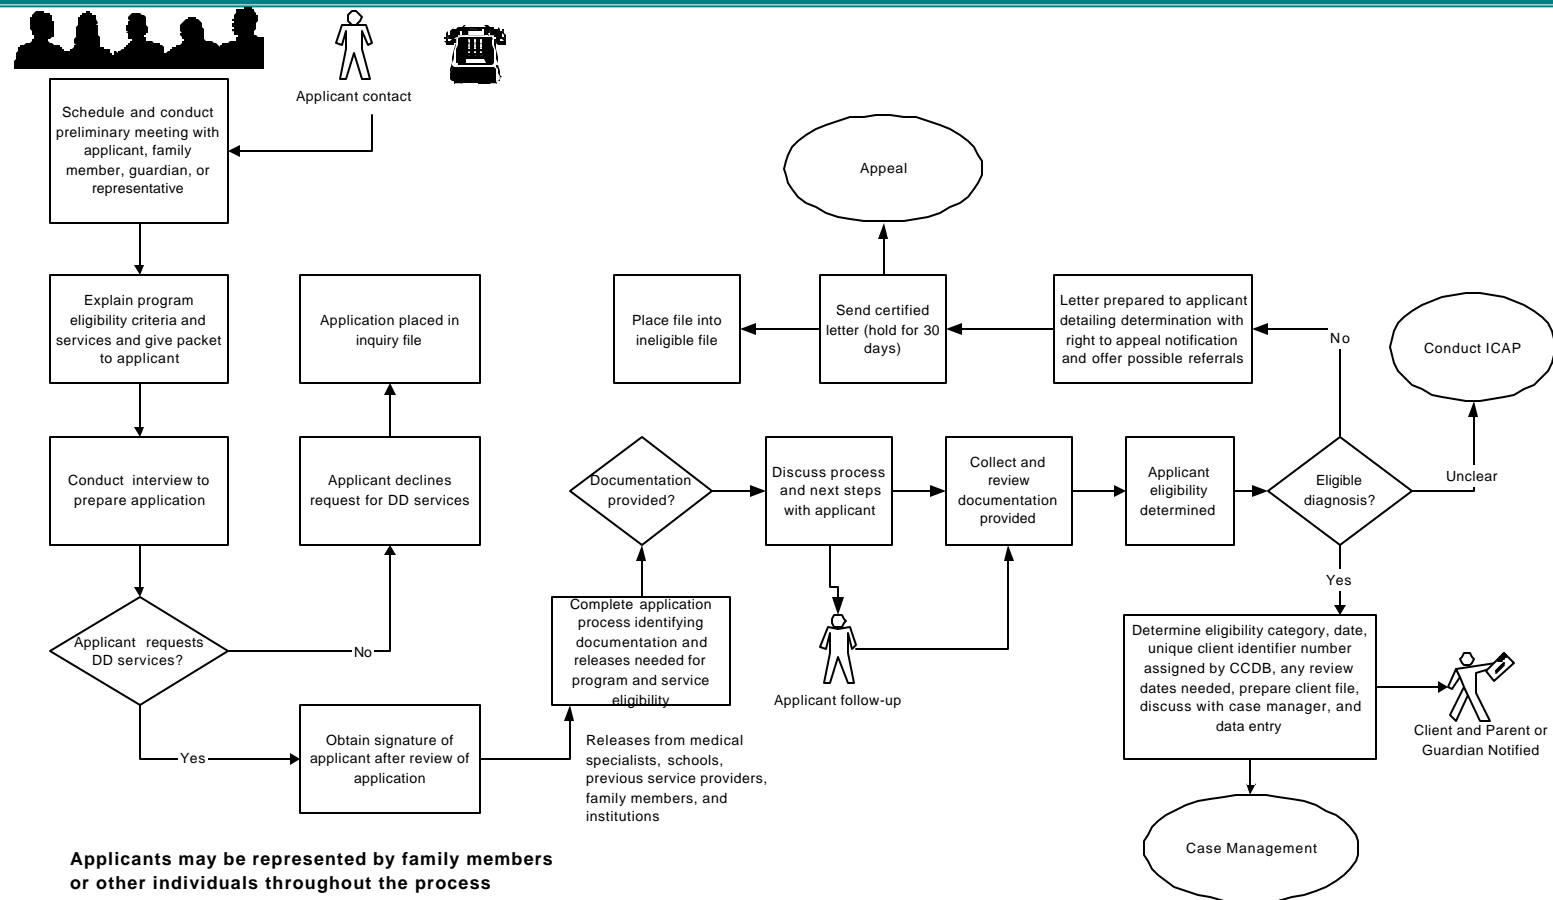 Applicant contact
Schedule and conduct
preliminary meeting with
applicant, family
member, guardian, or
representative
Explain program
eligibility criteria and
services and give packet
to applicant
Conduct interview to
prepare application
Applicant requests
DD services?
No
Yes
Applicant declines
request for DD services
Application placed in
inquiry file
Obtain signature of
applicant after review of
application
Complete application
process identifying
documentation and
releases needed for
program and service
eligibility
Releases from medical
specialists, schools,
previous service providers,
family members, and
institutions
Documentation
provided?
Discuss process
and next steps
with applicant
Applicant follow-up
Collect and
review
documentation
provided
Applicant
eligibility
determined
Eligible
diagnosis?
No
Unclear
Yes
Conduct ICAP
Letter prepared to applicant
detailing determination with
right to appeal notification
and offer possible referrals
Send certified
letter (hold for 30
days)
Appeal
Place file into
ineligible file
Determine eligibility category, date,
unique client identifier number
assigned by CCDB, any review
dates needed, prepare client file,
discuss with case manager, and
data entry
Client and Parent or
Guardian Notified
Case Management
Applicants may be represented by family members
or other individuals throughout the process